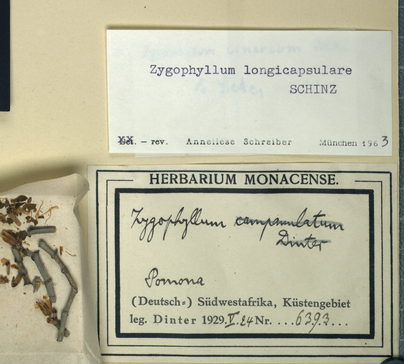 Zygophyllum longicapsulare
SCHINZ
det. – rev. Anneliese Schreiber München 1963
HERBARIUM MONACENSE.
Zygophyllum campanulatum
Dinter
Pomona
(Deutsch-) Südwestafrika, Küstengebiet
leg. Dinter 1929.V.24 Nr. ...6393...